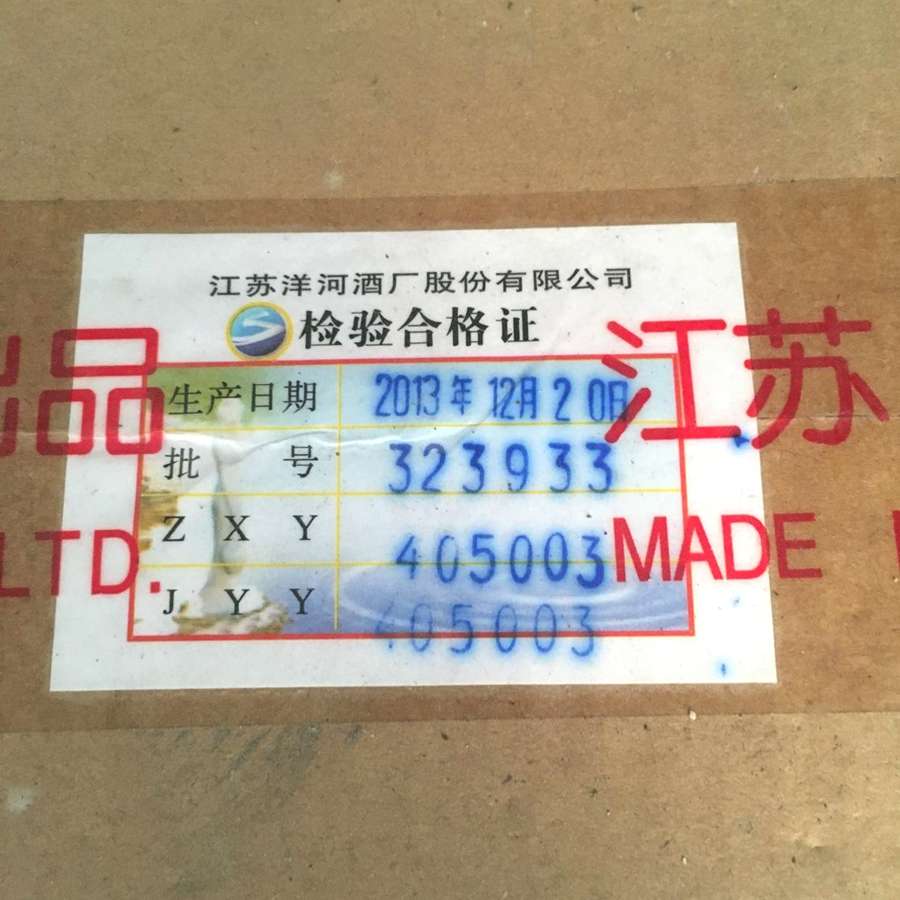 江苏洋河酒厂股份有限公司
检验合格证
出品 江苏
生产日期 2013年12月20日
批号 323933
ZXY 405003
LTD. MADE
JYY 405003